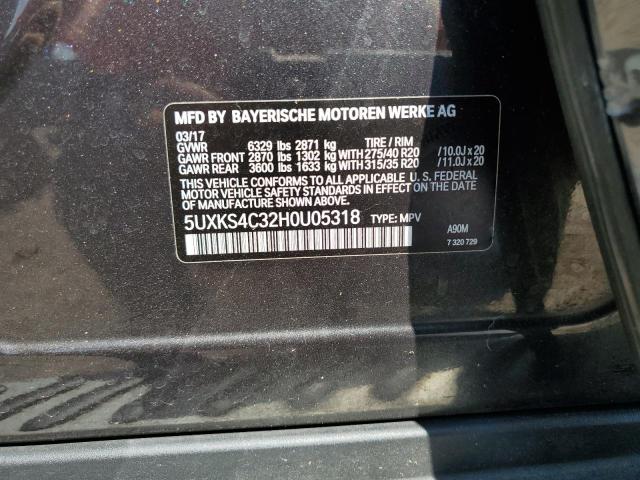 MFD BY BAYERISCHE MOTOREN WERKE AG
03/17
GVWR 6329 lbs 2871 kg TIRE / RIM
GAWR FRONT 2870 lbs 1302 kg WITH 275/40 R20 /10.0J x 20
GAWR REAR 3600 lbs 1633 kg WITH 315/35 R20 /11.0J x 20
THIS VEHICLE CONFORMS TO ALL APPLICABLE U. S. FEDERAL
MOTOR VEHICLE SAFETY STANDARDS IN EFFECT ON THE
DATE OF MANUFACTURE SHOWN ABOVE.
5UXKS4C32H0U05318 TYPE: MPV
A90M
7 320 729